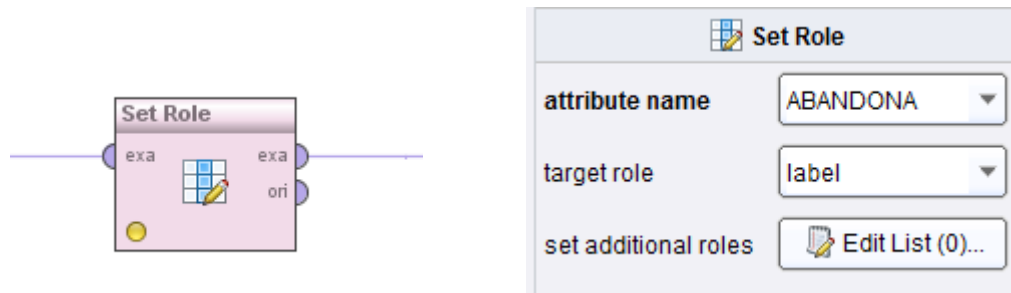 Set Role
exa
exa
ori
Set Role
attribute name
ABANDONA
target role
label
set additional roles
Edit List (0)...